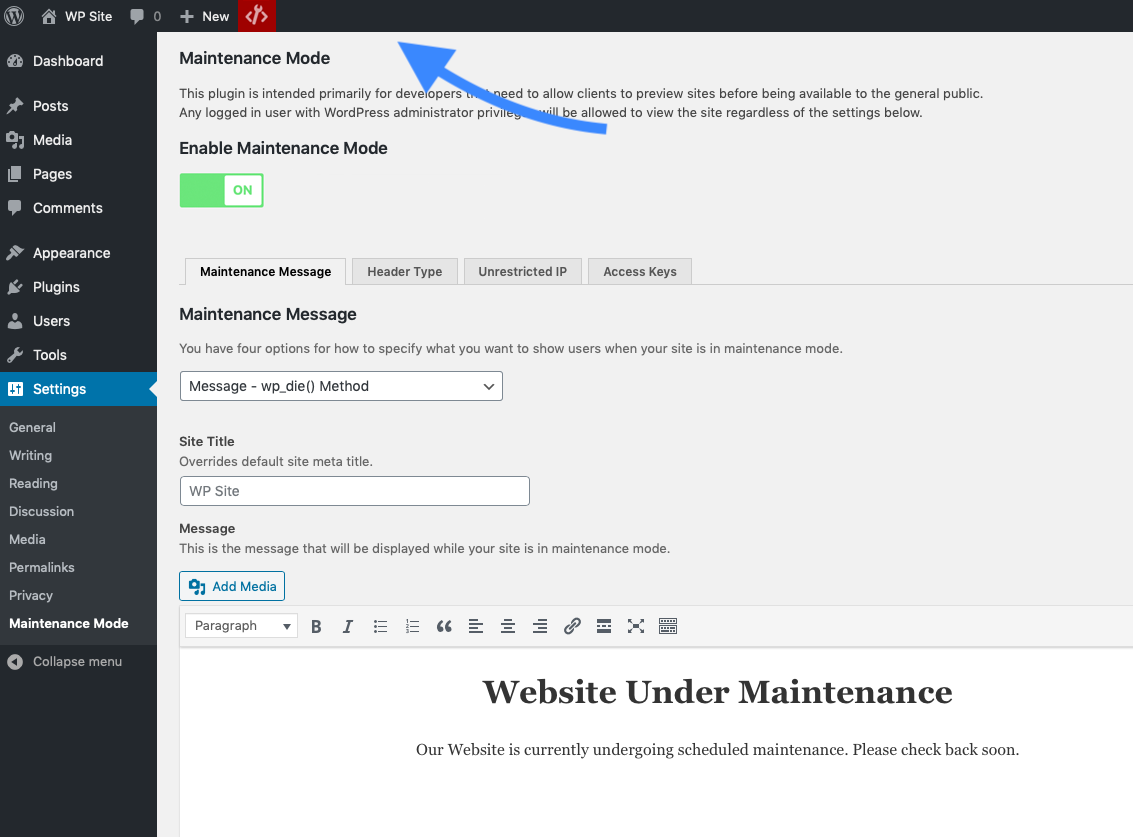 WP Site 0 New
Dashboard
Posts
Media
Pages
Comments
Appearance
Plugins
Users
Tools
Settings
General
Writing
Reading
Discussion
Media
Permalinks
Privacy
Maintenance Mode
Collapse menu
Maintenance Mode
This plugin is intended primarily for developers that need to allow clients to preview sites before being available to the general public.
Any logged in user with WordPress administrator privileges will be allowed to view the site regardless of the settings below.
Enable Maintenance Mode
ON
Maintenance Message Header Type Unrestricted IP Access Keys
Maintenance Message
You have four options for how to specify what you want to show users when your site is in maintenance mode.
Message - wp_die() Method
Site Title
Overrides default site meta title.
WP Site
Message
This is the message that will be displayed while your site is in maintenance mode.
Add Media
Paragraph
Website Under Maintenance
Our Website is currently undergoing scheduled maintenance. Please check back soon.